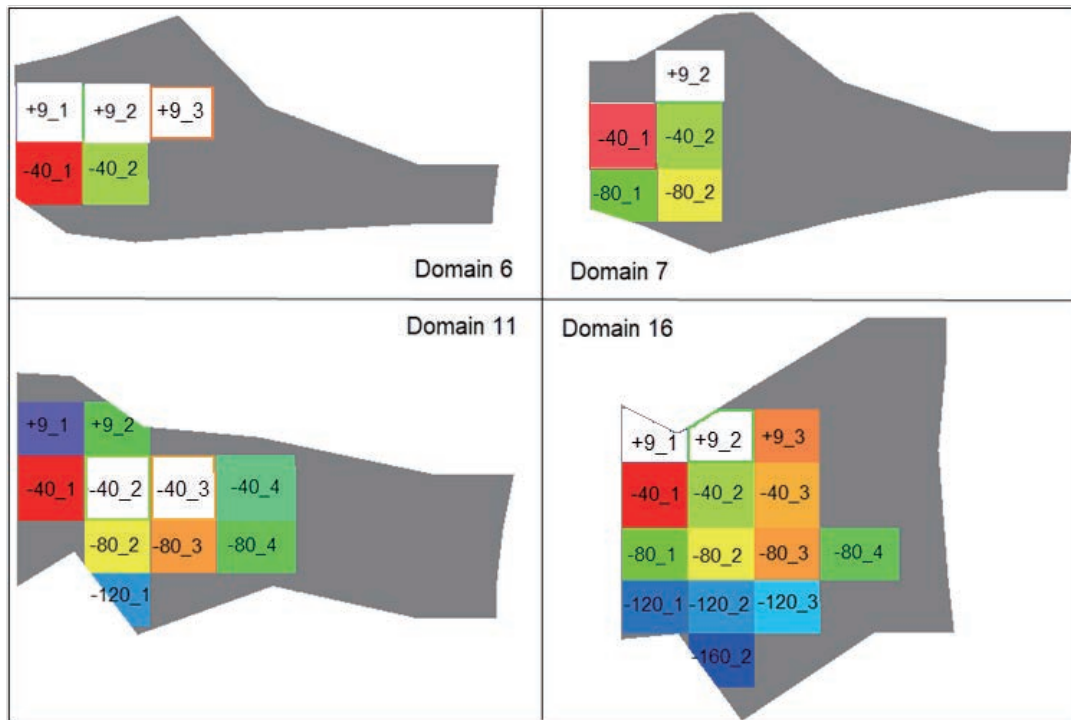 +9_1 +9_2 +9_3
-40_1 -40_2
Domain 6
+9_2
-40_1 -40_2
-80_1 -80_2
Domain 7
Domain 11
+9_1 +9_2
-40_1 -40_2 -40_3 -40_4
-80_2 -80_3 -80_4
-120_1
Domain 16
+9_1 +9_2 +9_3
-40_1 -40_2 -40_3
-80_1 -80_2 -80_3 -80_4
-120_1 -120_2 -120_3
-160_2